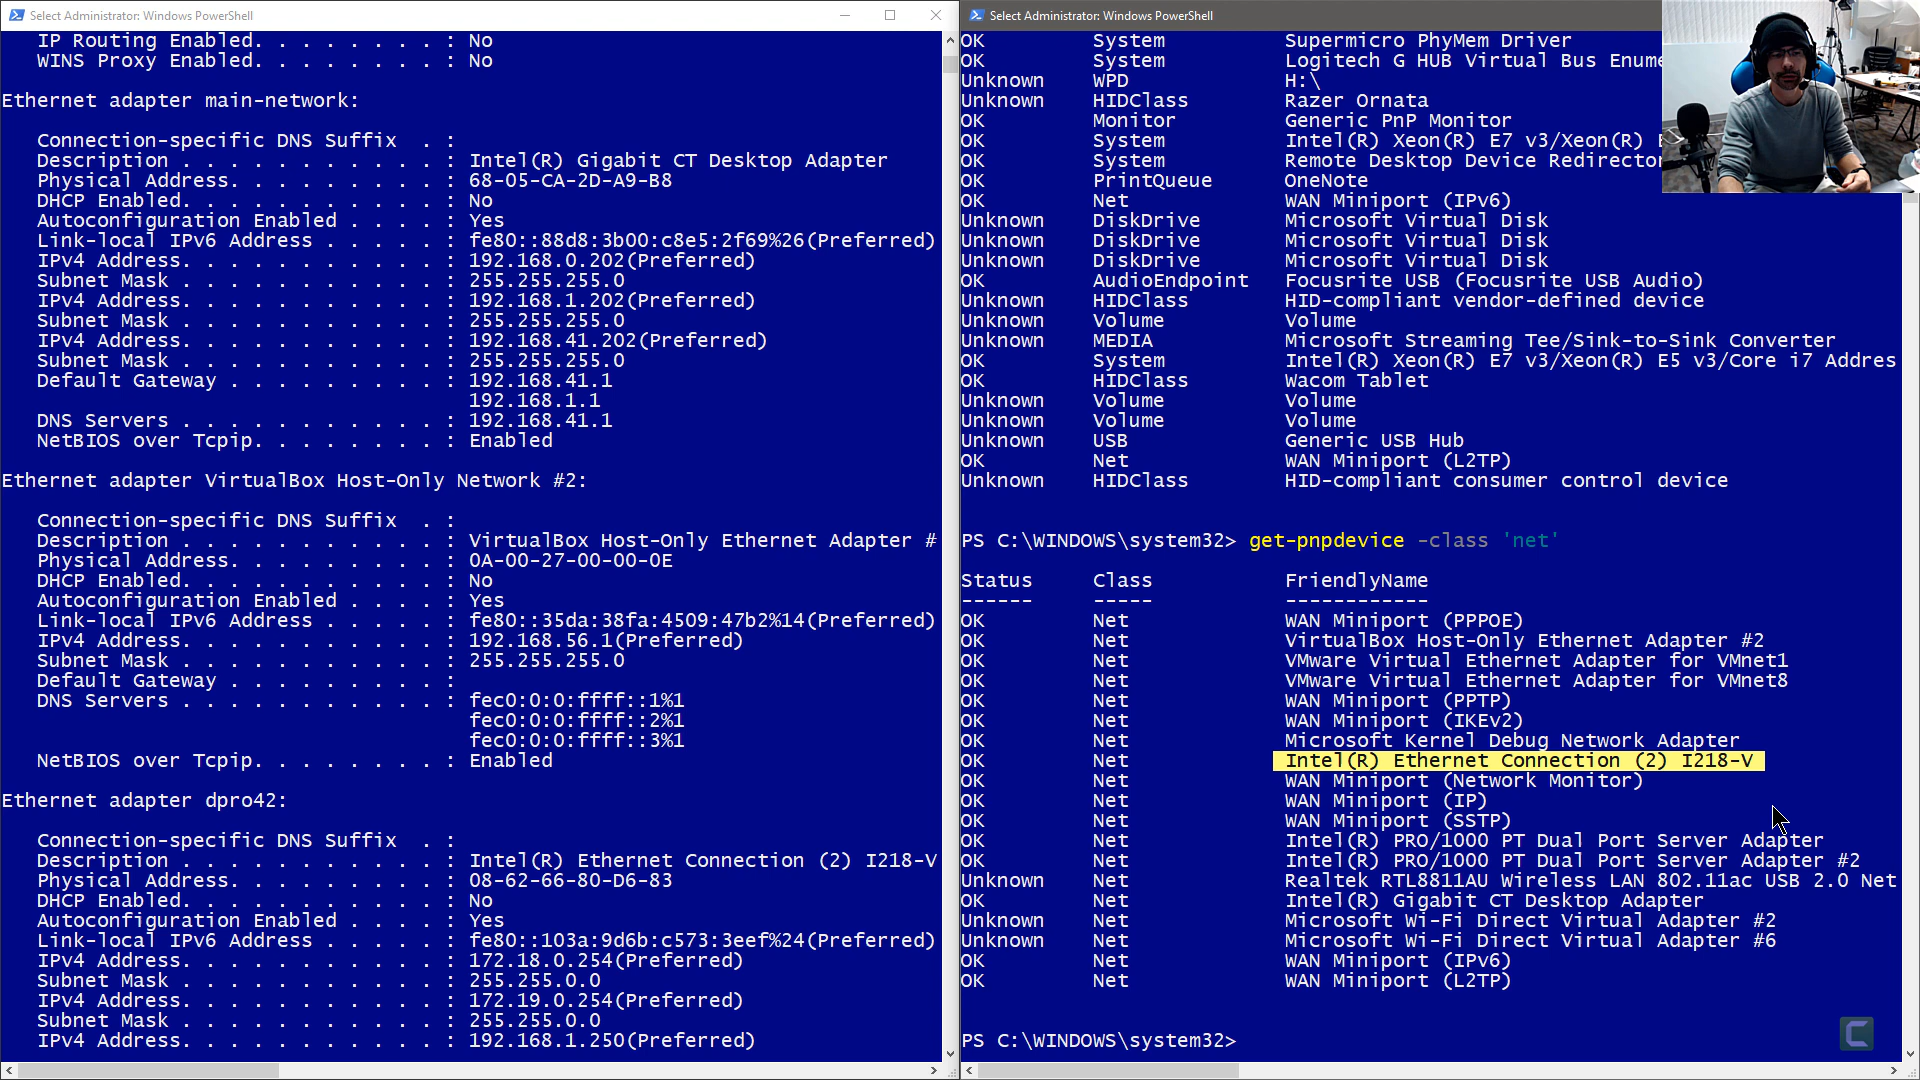 Select Administrator: Windows PowerShell
IP Routing Enabled. . . . . . . . : No
WINS Proxy Enabled. . . . . . . . : No
Ethernet adapter main-network:
Connection-specific DNS Suffix  . :
Description . . . . . . . . . . . : Intel(R) Gigabit CT Desktop Adapter
Physical Address. . . . . . . . . : 68-05-CA-2D-A9-B8
DHCP Enabled. . . . . . . . . . . : No
Autoconfiguration Enabled . . . . : Yes
Link-local IPv6 Address . . . . . : fe80::88d8:3b00:c8e5:2f69%26(Preferred)
IPv4 Address. . . . . . . . . . . : 192.168.0.202(Preferred)
Subnet Mask . . . . . . . . . . . : 255.255.255.0
IPv4 Address. . . . . . . . . . . : 192.168.1.202(Preferred)
Subnet Mask . . . . . . . . . . . : 255.255.255.0
IPv4 Address. . . . . . . . . . . : 192.168.41.202(Preferred)
Subnet Mask . . . . . . . . . . . : 255.255.255.0
Default Gateway . . . . . . . . . : 192.168.41.1
192.168.1.1
DNS Servers . . . . . . . . . . . : 192.168.41.1
NetBIOS over Tcpip. . . . . . . . : Enabled
Ethernet adapter VirtualBox Host-Only Network #2:
Connection-specific DNS Suffix  . :
Description . . . . . . . . . . . : VirtualBox Host-Only Ethernet Adapter #
Physical Address. . . . . . . . . : 0A-00-27-00-00-0E
DHCP Enabled. . . . . . . . . . . : No
Autoconfiguration Enabled . . . . : Yes
Link-local IPv6 Address . . . . . : fe80::35da:38fa:4509:47b2%14(Preferred)
IPv4 Address. . . . . . . . . . . : 192.168.56.1(Preferred)
Subnet Mask . . . . . . . . . . . : 255.255.255.0
Default Gateway . . . . . . . . . :
DNS Servers . . . . . . . . . . . : fec0:0:0:ffff::1%1
fec0:0:0:ffff::2%1
fec0:0:0:ffff::3%1
NetBIOS over Tcpip. . . . . . . . : Enabled
Ethernet adapter dpro42:
Connection-specific DNS Suffix  . :
Description . . . . . . . . . . . : Intel(R) Ethernet Connection (2) I218-V
Physical Address. . . . . . . . . : 08-62-66-80-D6-83
DHCP Enabled. . . . . . . . . . . : No
Autoconfiguration Enabled . . . . : Yes
Link-local IPv6 Address . . . . . : fe80::103a:9d6b:c573:3eef%24(Preferred)
IPv4 Address. . . . . . . . . . . : 172.18.0.254(Preferred)
Subnet Mask . . . . . . . . . . . : 255.255.0.0
IPv4 Address. . . . . . . . . . . : 172.19.0.254(Preferred)
Subnet Mask . . . . . . . . . . . : 255.255.0.0
IPv4 Address. . . . . . . . . . . : 192.168.1.250(Preferred)
Select Administrator: Windows PowerShell
OK System Supermicro PhyMem Driver
OK System Logitech G HUB Virtual Bus Enume
Unknown WPD H:\
Unknown HIDClass Razer Ornata
OK Monitor Generic PnP Monitor
OK System Intel(R) Xeon(R) E7 v3/Xeon(R) E
OK System Remote Desktop Device Redirector
OK PrintQueue OneNote
OK Net WAN Miniport (IPv6)
Unknown DiskDrive Microsoft Virtual Disk
Unknown DiskDrive Microsoft Virtual Disk
Unknown DiskDrive Microsoft Virtual Disk
OK AudioEndpoint Focusrite USB (Focusrite USB Audio)
Unknown HIDClass HID-compliant vendor-defined device
Unknown Volume Volume
Unknown MEDIA Microsoft Streaming Tee/Sink-to-Sink Converter
OK System Intel(R) Xeon(R) E7 v3/Xeon(R) E5 v3/Core i7 Addres
OK HIDClass Wacom Tablet
Unknown Volume Volume
Unknown Volume Volume
Unknown USB Generic USB Hub
OK Net WAN Miniport (L2TP)
Unknown HIDClass HID-compliant consumer control device
PS C:\WINDOWS\system32> get-pnpdevice -class 'net'
Status Class FriendlyName
------ ----- ------------
OK Net WAN Miniport (PPPOE)
OK Net VirtualBox Host-Only Ethernet Adapter #2
OK Net VMware Virtual Ethernet Adapter for VMnet1
OK Net VMware Virtual Ethernet Adapter for VMnet8
OK Net WAN Miniport (PPTP)
OK Net WAN Miniport (IKEv2)
OK Net Microsoft Kernel Debug Network Adapter
OK Net Intel(R) Ethernet Connection (2) I218-V
OK Net WAN Miniport (Network Monitor)
OK Net WAN Miniport (IP)
OK Net WAN Miniport (SSTP)
OK Net Intel(R) PRO/1000 PT Dual Port Server Adapter
OK Net Intel(R) PRO/1000 PT Dual Port Server Adapter #2
Unknown Net Realtek RTL8811AU Wireless LAN 802.11ac USB 2.0 Net
OK Net Intel(R) Gigabit CT Desktop Adapter
Unknown Net Microsoft Wi-Fi Direct Virtual Adapter #2
Unknown Net Microsoft Wi-Fi Direct Virtual Adapter #6
OK Net WAN Miniport (IPv6)
OK Net WAN Miniport (L2TP)
PS C:\WINDOWS\system32>